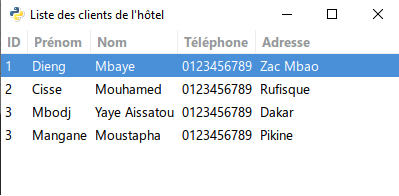 Liste des clients de l'hôtel
ID Prénom Nom Téléphone Adresse
1 Dieng Mbaye 0123456789 Zac Mbao
2 Cisse Mouhamed 0123456789 Rufisque
3 Mbodj Yaye Aissatou 0123456789 Dakar
3 Mangane Moustapha 0123456789 Pikine